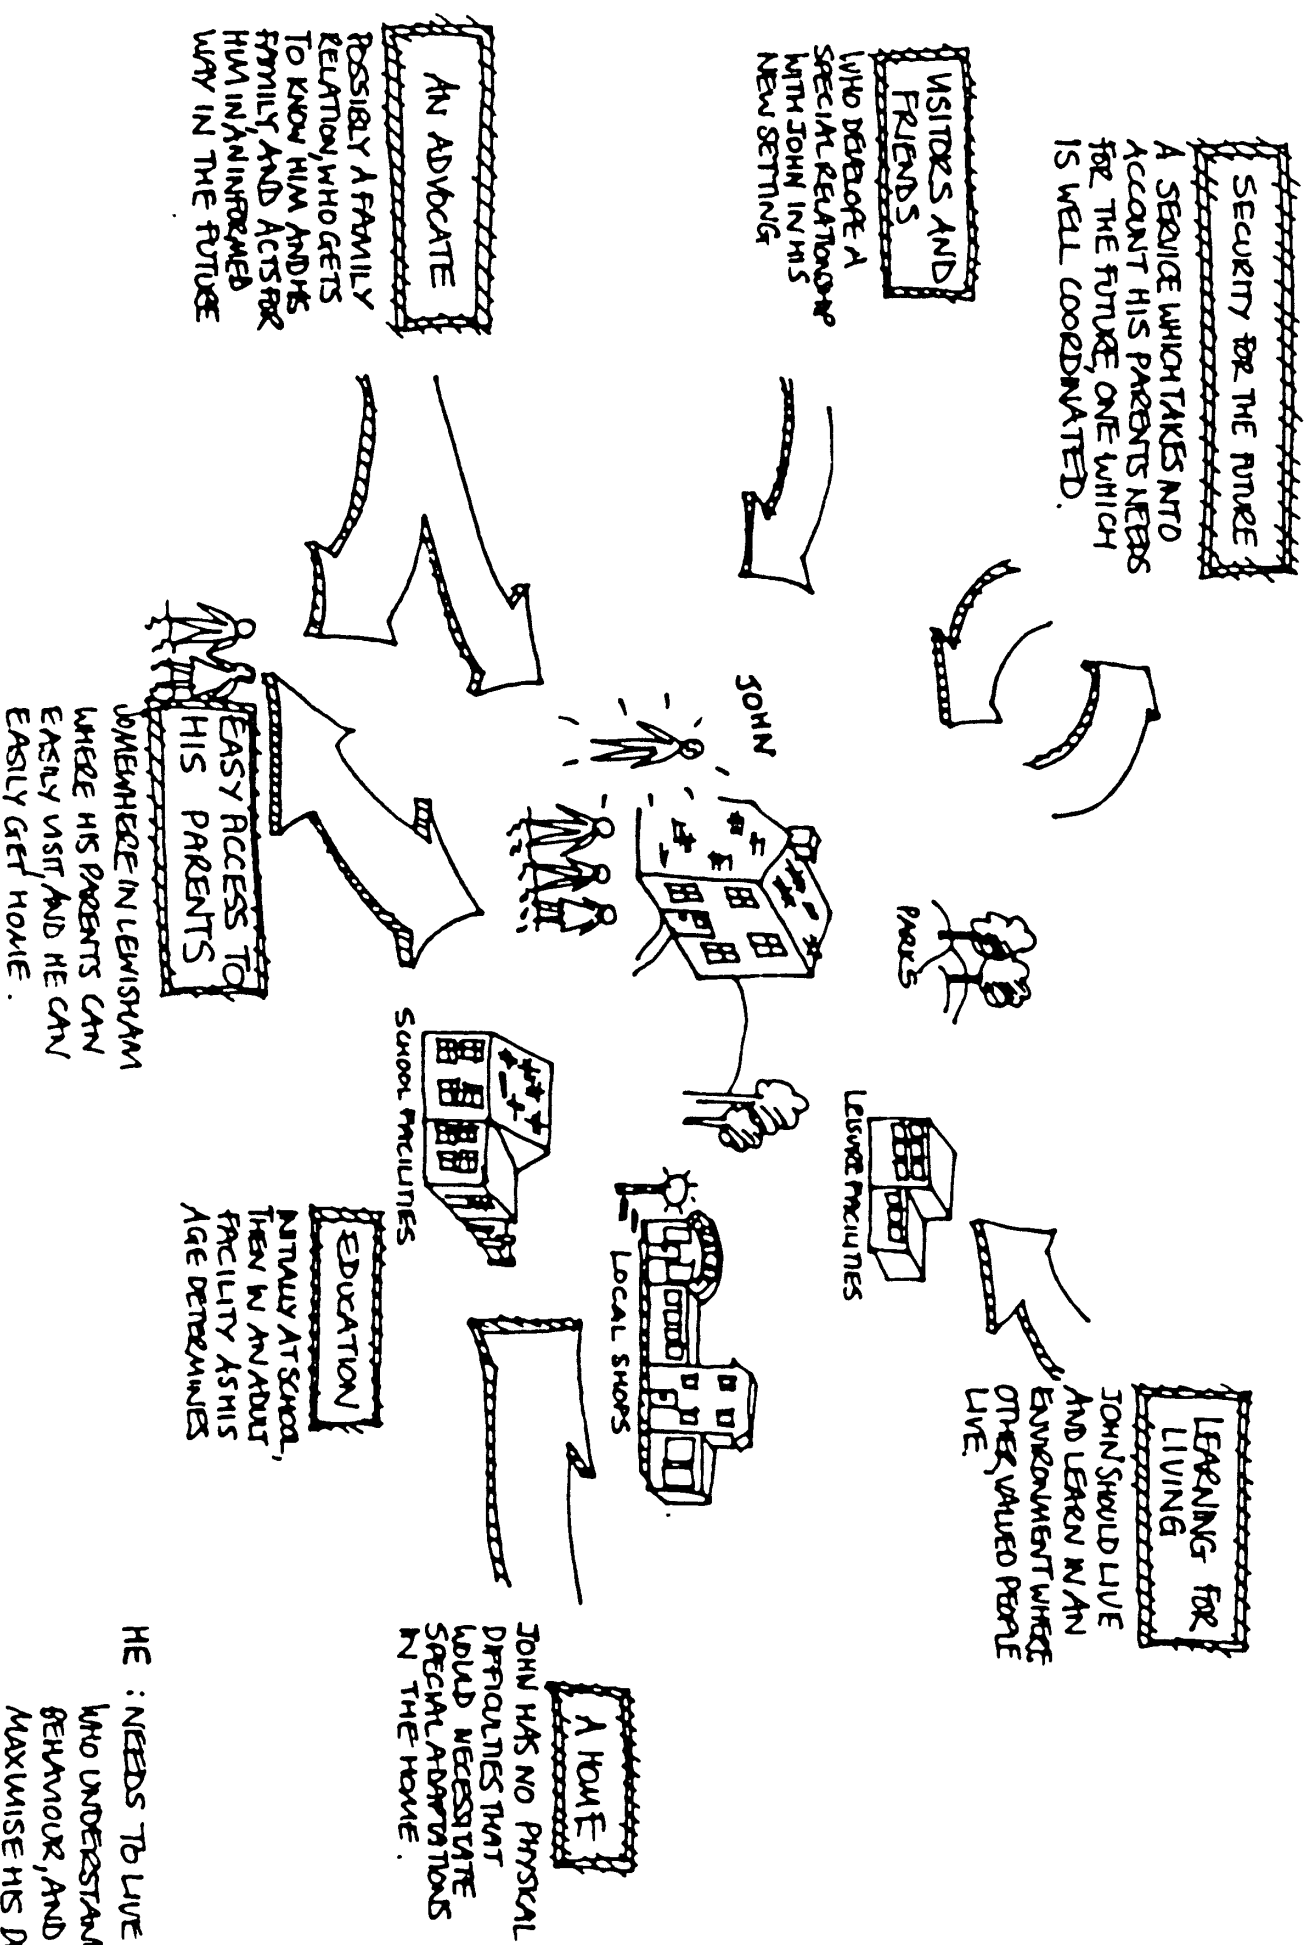 SECURITY FOR THE FUTURE
A SERVICE WHICH TAKES INTO
ACCOUNT HIS PARENTS NEEDS
FOR THE FUTURE, ONE WHICH
IS WELL COORDINATED.
VISITORS AND
FRIENDS
WHO DEVELOPE A
SPECIAL RELATIONSHIP
WITH JOHN IN HIS
NEW SETTING
AN ADVOCATE
POSSIBLY A FAMILY
RELATION, WHO GETS
TO KNOW HIM AND HIS
FAMILY, AND ACTS FOR
HIM IN AN INFORMED
WAY IN THE FUTURE
JOHN
PARKS
LEISURE FACILITIES
LOCAL SHOPS
SCHOOL FACILITIES
LEARNING FOR
LIVING
JOHN SHOULD LIVE
AND LEARN IN AN
ENVIRONMENT WHERE
OTHER, VALUED PEOPLE
LIVE.
EASY ACCESS TO
HIS PARENTS
SOMEWHERE IN LEWISHAM
WHERE HIS PARENTS CAN
EASILY VISIT, AND HE CAN
EASILY GET HOME.
EDUCATION
INITIALLY AT SCHOOL,
THEN IN AN ADULT
FACILITY AS HIS
AGE DETERMINES
A HOME
JOHN HAS NO PHYSICAL
DIFFICULTIES THAT
WOULD NECESSITATE
SPECIAL ADAPTATIONS
IN THE HOME.
HE : NEEDS TO LIVE
WHO UNDERSTAN
BEHAVIOUR, AND
MAXIMISE HIS D